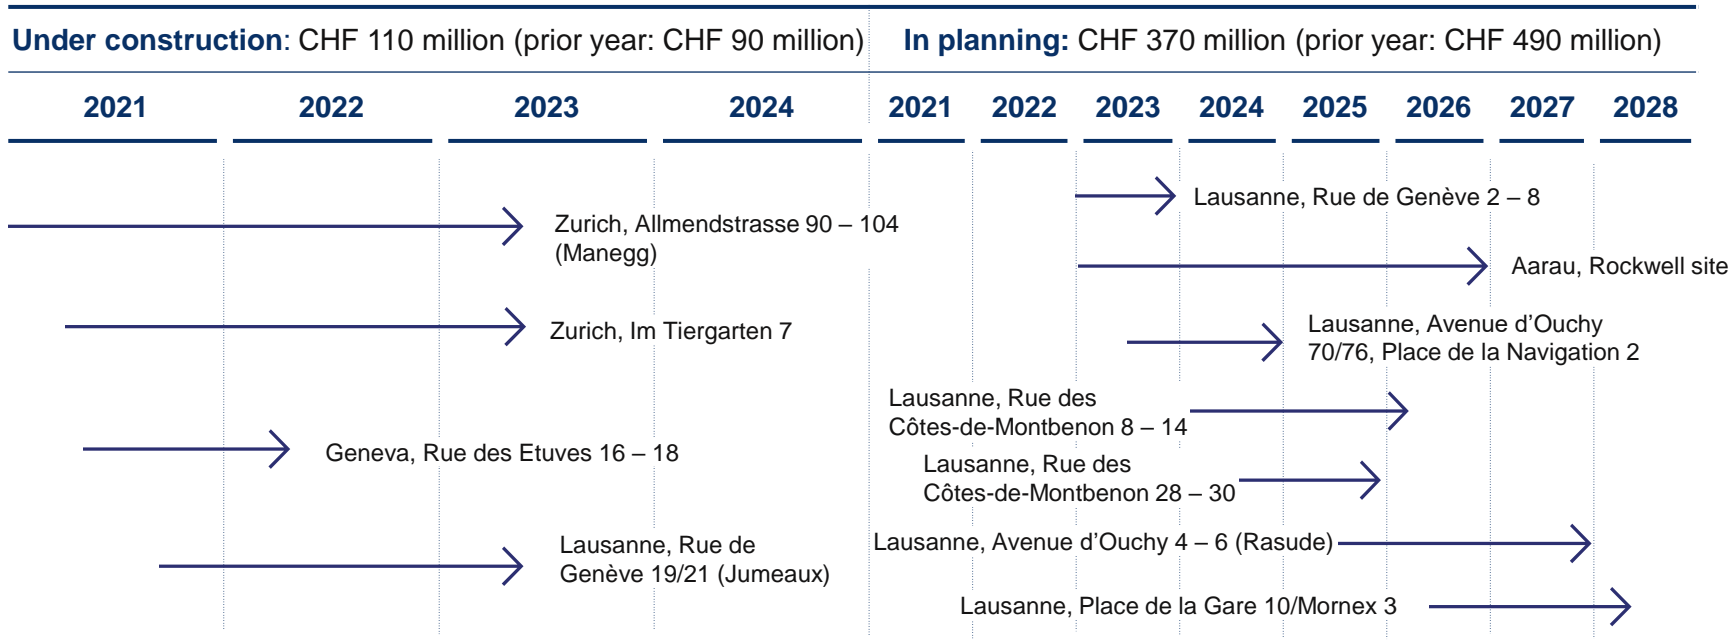 Under construction: CHF 110 million (prior year: CHF 90 million)
In planning: CHF 370 million (prior year: CHF 490 million)
2021 2022 2023 2024
2021 2022 2023 2024 2025 2026 2027 2028
Zurich, Allmendstrasse 90 – 104
(Manegg)
Zurich, Im Tiergarten 7
Geneva, Rue des Etuves 16 – 18
Lausanne, Rue de
Genève 19/21 (Jumeaux)
Lausanne, Rue de Genève 2 – 8
Aarau, Rockwell site
Lausanne, Avenue d’Ouchy
70/76, Place de la Navigation 2
Lausanne, Rue des
Côtes-de-Montbenon 8 – 14
Lausanne, Rue des
Côtes-de-Montbenon 28 – 30
Lausanne, Avenue d’Ouchy 4 – 6 (Rasude)
Lausanne, Place de la Gare 10/Mornex 3